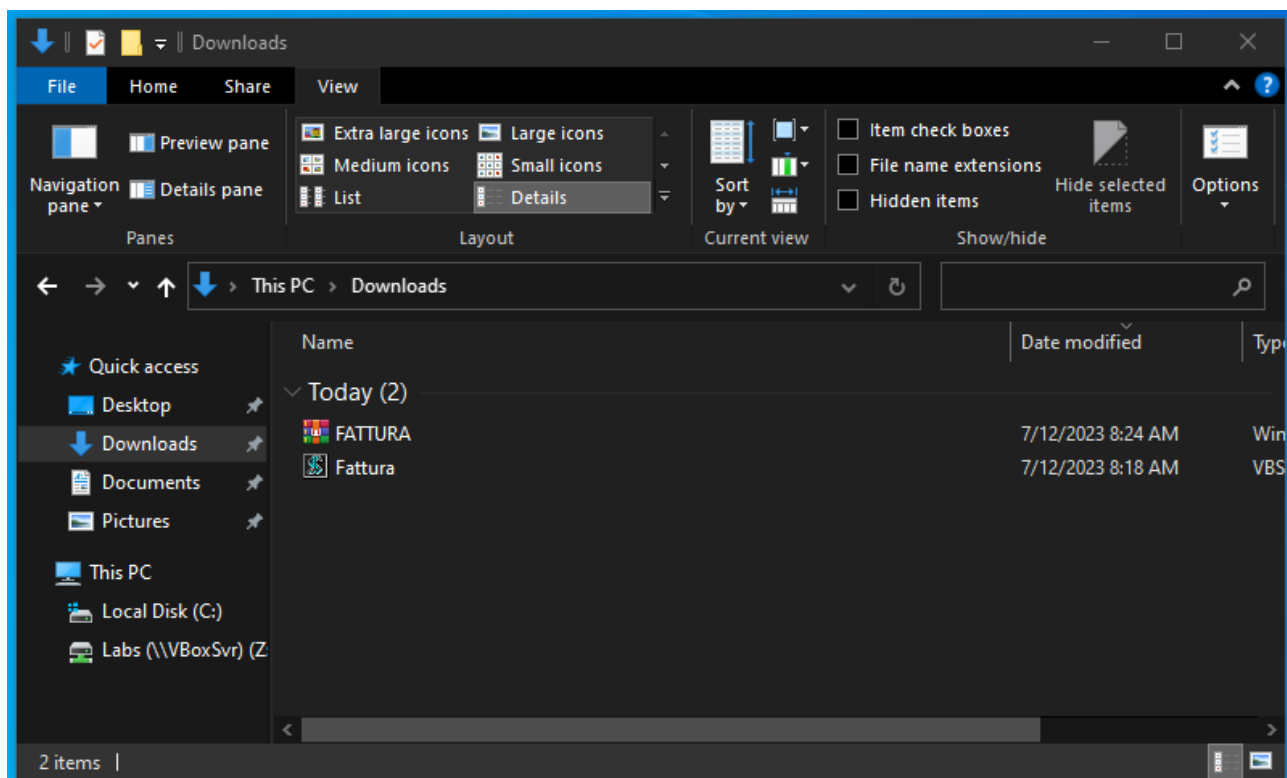 Downloads
File Home Share View
Navigation pane
Preview pane
Details pane
Panes
Extra large icons Large icons
Medium icons Small icons
List Details
Layout
Sort by
Current view
Item check boxes
File name extensions
Hidden items
Hide selected items
Show/hide
Options
This PC Downloads
Name Date modified Typ
Quick access
Desktop
Downloads
Documents
Pictures
This PC
Local Disk (C:)
Labs (\\VBoxSvr) (Z
Today (2)
FATTURA 7/12/2023 8:24 AM Win
Fattura 7/12/2023 8:18 AM VBS
2 items